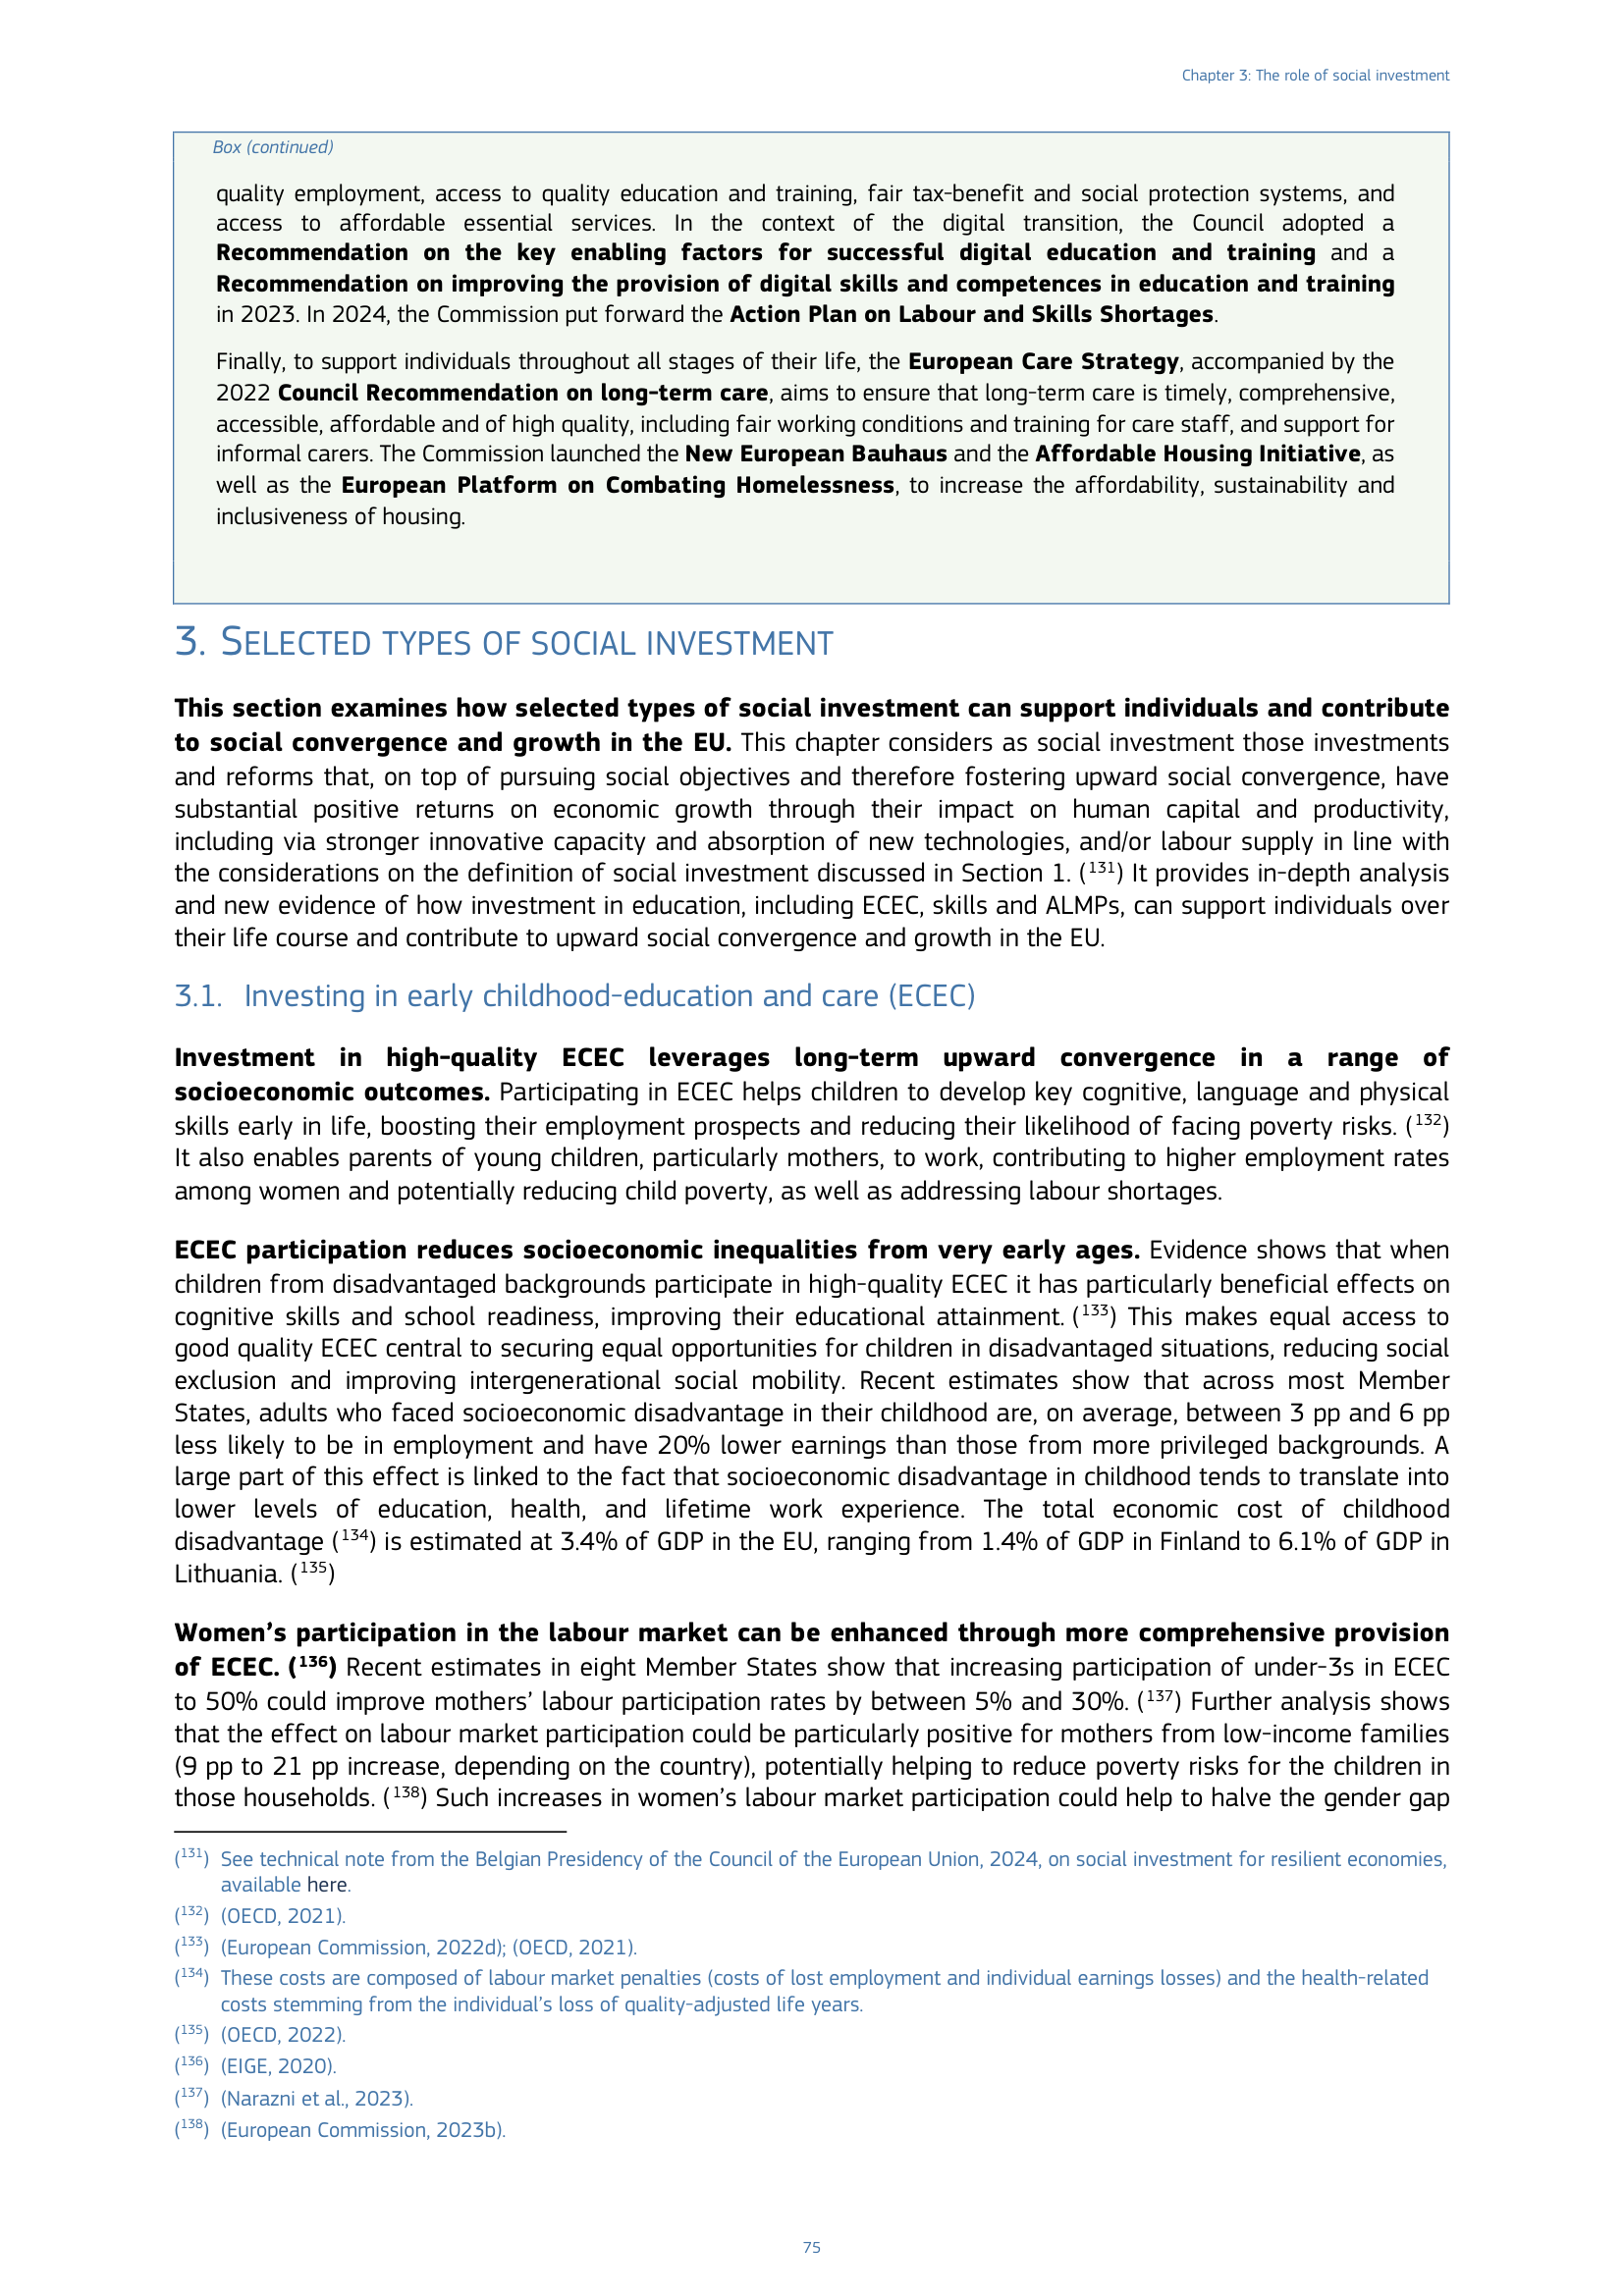 Chapter 3: The role of social investment
Box (continued)
quality employment, access to quality education and training, fair tax-benefit and social protection systems, and
access to affordable essential services. In the context of the digital transition, the Council adopted a
Recommendation on the key enabling factors for successful digital education and training and a
Recommendation on improving the provision of digital skills and competences in education and training
in 2023. In 2024, the Commission put forward the Action Plan on Labour and Skills Shortages.
Finally, to support individuals throughout all stages of their life, the European Care Strategy, accompanied by the
2022 Council Recommendation on long-term care, aims to ensure that long-term care is timely, comprehensive,
accessible, affordable and of high quality, including fair working conditions and training for care staff, and support for
informal carers. The Commission launched the New European Bauhaus and the Affordable Housing Initiative, as
well as the European Platform on Combating Homelessness, to increase the affordability, sustainability and
inclusiveness of housing.
3. SELECTED TYPES OF SOCIAL INVESTMENT
This section examines how selected types of social investment can support individuals and contribute
to social convergence and growth in the EU. This chapter considers as social investment those investments
and reforms that, on top of pursuing social objectives and therefore fostering upward social convergence, have
substantial positive returns on economic growth through their impact on human capital and productivity,
including via stronger innovative capacity and absorption of new technologies, and/or labour supply in line with
the considerations on the definition of social investment discussed in Section 1. (131) It provides in-depth analysis
and new evidence of how investment in education, including ECEC, skills and ALMPs, can support individuals over
their life course and contribute to upward social convergence and growth in the EU.
3.1. Investing in early childhood-education and care (ECEC)
Investment in high-quality ECEC leverages long-term upward convergence in a range of
socioeconomic outcomes. Participating in ECEC helps children to develop key cognitive, language and physical
skills early in life, boosting their employment prospects and reducing their likelihood of facing poverty risks. (132)
It also enables parents of young children, particularly mothers, to work, contributing to higher employment rates
among women and potentially reducing child poverty, as well as addressing labour shortages.
ECEC participation reduces socioeconomic inequalities from very early ages. Evidence shows that when
children from disadvantaged backgrounds participate in high-quality ECEC it has particularly beneficial effects on
cognitive skills and school readiness, improving their educational attainment. (133) This makes equal access to
good quality ECEC central to securing equal opportunities for children in disadvantaged situations, reducing social
exclusion and improving intergenerational social mobility. Recent estimates show that across most Member
States, adults who faced socioeconomic disadvantage in their childhood are, on average, between 3 pp and 6 pp
less likely to be in employment and have 20% lower earnings than those from more privileged backgrounds. A
large part of this effect is linked to the fact that socioeconomic disadvantage in childhood tends to translate into
lower levels of education, health, and lifetime work experience. The total economic cost of childhood
disadvantage (134) is estimated at 3.4% of GDP in the EU, ranging from 1.4% of GDP in Finland to 6.1% of GDP in
Lithuania. (135)
Women’s participation in the labour market can be enhanced through more comprehensive provision
of ECEC. (136) Recent estimates in eight Member States show that increasing participation of under-3s in ECEC
to 50% could improve mothers’ labour participation rates by between 5% and 30%. (137) Further analysis shows
that the effect on labour market participation could be particularly positive for mothers from low-income families
(9 pp to 21 pp increase, depending on the country), potentially helping to reduce poverty risks for the children in
those households. (138) Such increases in women’s labour market participation could help to halve the gender gap
(131) See technical note from the Belgian Presidency of the Council of the European Union, 2024, on social investment for resilient economies,
available here.
(132) (OECD, 2021).
(133) (European Commission, 2022d); (OECD, 2021).
(134) These costs are composed of labour market penalties (costs of lost employment and individual earnings losses) and the health-related
costs stemming from the individual’s loss of quality-adjusted life years.
(135) (OECD, 2022).
(136) (EIGE, 2020).
(137) (Narazni et al., 2023).
(138) (European Commission, 2023b).
75